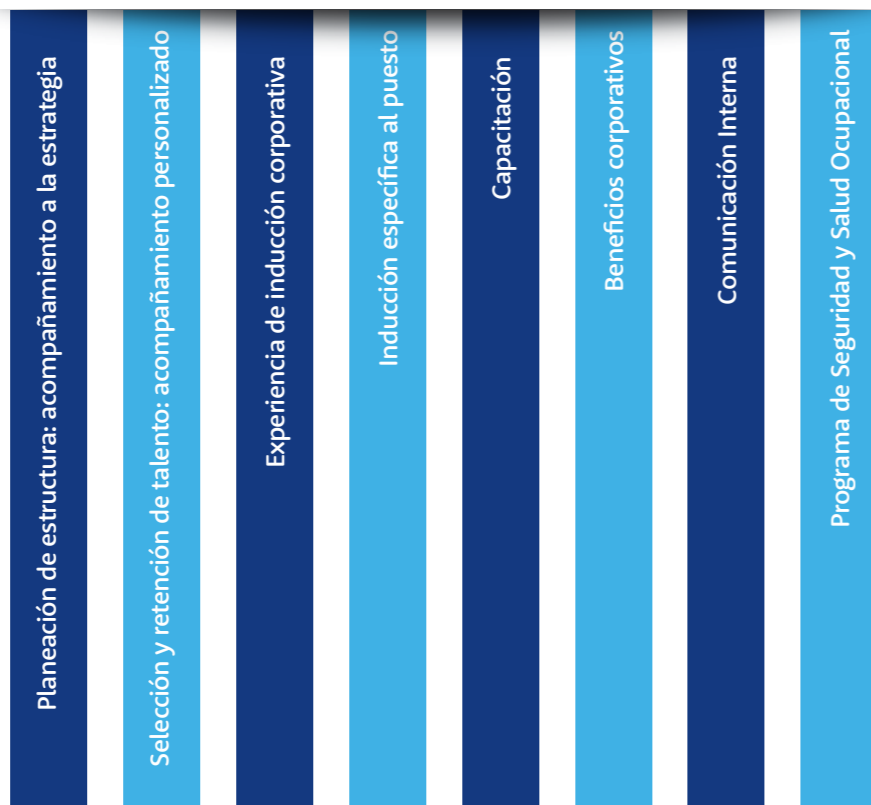 Planeación de estructura: acompañamiento a la estrategia
Selección y retención de talento: acompañamiento personalizado
Experiencia de inducción corporativa
Inducción específica al puesto
Capacitación
Beneficios corporativos
Comunicación Interna
Programa de Seguridad y Salud Ocupacional